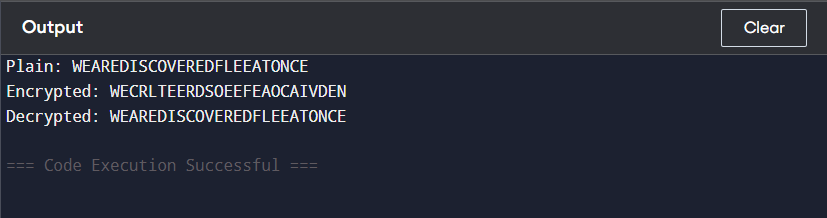 Output
Clear
Plain: WEAREDISCOVEREDFLEEATONCE
Encrypted: WECRLTEERDSOEEFEAOCAIVDEN
Decrypted: WEAREDISCOVEREDFLEEATONCE
=== Code Execution Successful ===